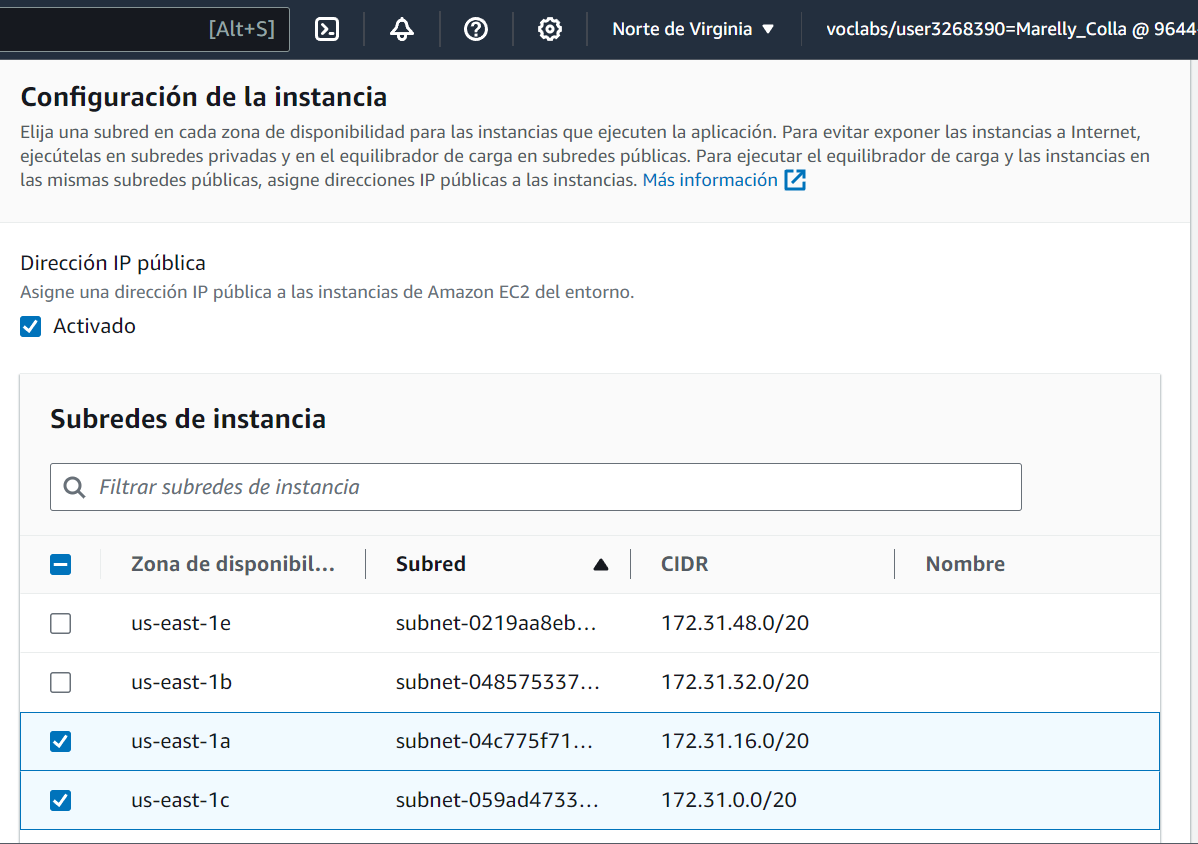 [Alt+S] Norte de Virginia voclabs/user3268390=Marelly_Colla @ 9644
Configuración de la instancia
Elija una subred en cada zona de disponibilidad para las instancias que ejecuten la aplicación. Para evitar exponer las instancias a Internet,
ejecútelas en subredes privadas y en el equilibrador de carga en subredes públicas. Para ejecutar el equilibrador de carga y las instancias en
las mismas subredes públicas, asigne direcciones IP públicas a las instancias. Más información
Dirección IP pública
Asigne una dirección IP pública a las instancias de Amazon EC2 del entorno.
Activado
Subredes de instancia
Filtrar subredes de instancia
Zona de disponibil... Subred CIDR Nombre
us-east-1e subnet-0219aa8eb... 172.31.48.0/20
us-east-1b subnet-048575337... 172.31.32.0/20
us-east-1a subnet-04c775f71... 172.31.16.0/20
us-east-1c subnet-059ad4733... 172.31.0.0/20